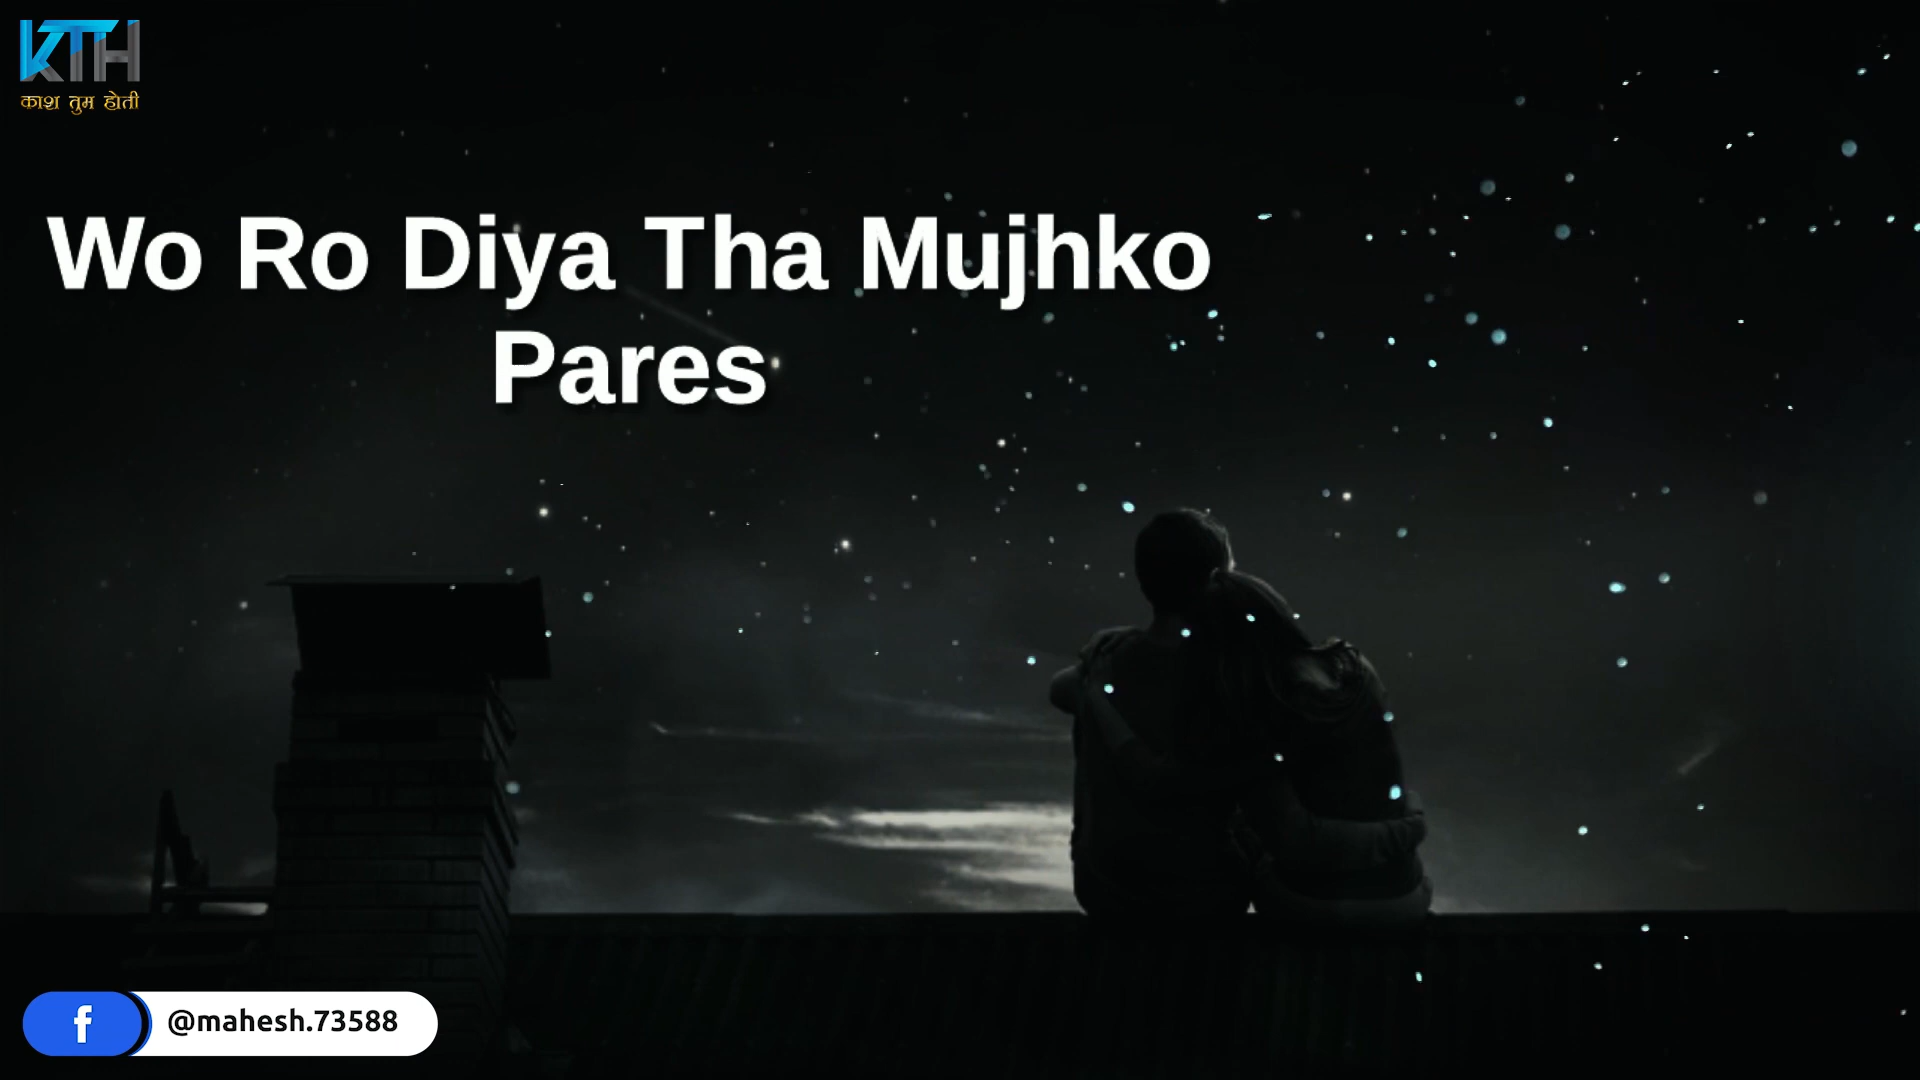 KTH
काश तुम होती
Wo Ro Diya Tha Mujhko
Pares
f @mahesh.73588